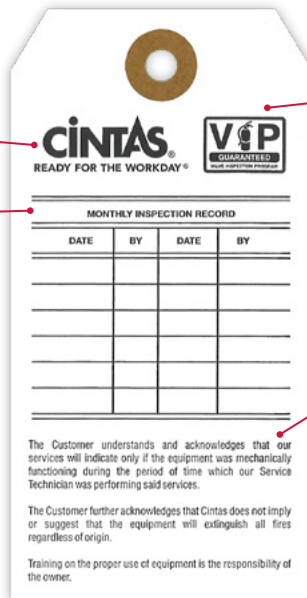 CİNTAS®
READY FOR THE WORKDAY®
VIP
GUARANTEED
VALUE INSPECTION PROGRAM
MONTHLY INSPECTION RECORD
DATE BY DATE BY
The Customer understands and acknowledges that our
services will indicate only if the equipment was mechanically
functioning during the period of time which our Service
Technician was performing said services.
The Customer further acknowledges that Cintas does not imply
or suggest that the equipment will extinguish all fires
regardless of origin.
Training on the proper use of equipment is the responsibility of
the owner.